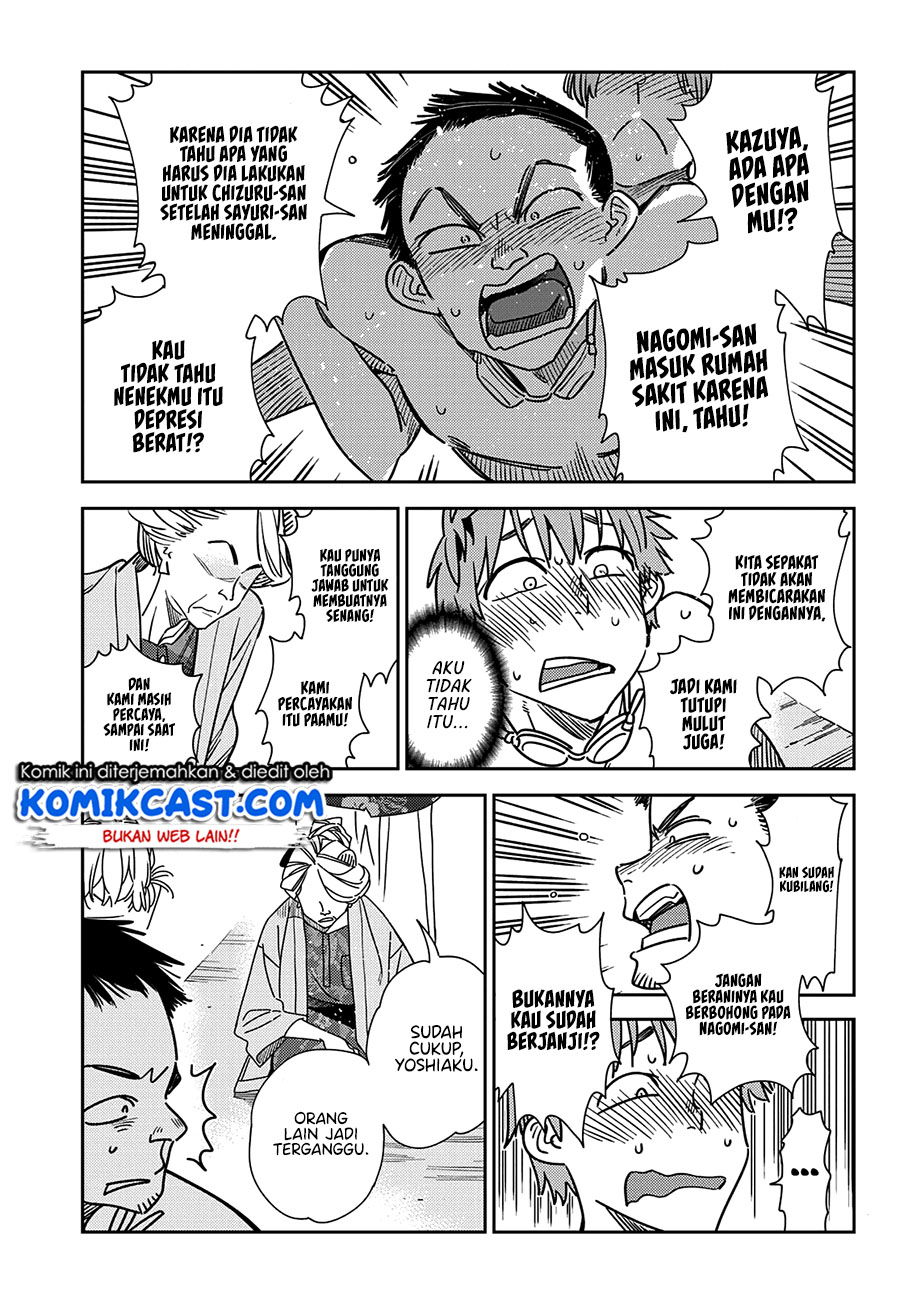 KAZUYA,
ADA APA
DENGAN
MU!?
KARENA DIA TIDAK
TAHU APA YANG
HARUS DIA LAKUKAN
UNTUK CHIZURU-SAN
SETELAH SAYURI-SAN
MENINGGAL.
NAGOMI-SAN
MASUK RUMAH
SAKIT KARENA
INI, TAHU!
KAU
TIDAK TAHU
NENEKMU ITU
DEPRESI
BERAT!?
KITA SEPAKAT
TIDAK AKAN
MEMBICARAKAN
INI DENGANNYA,
JADI KAMI
TUTUPI
MULUT
JUGA!
AKU
TIDAK
TAHU
ITU...
KAU PUNYA
TANGGUNG
JAWAB UNTUK
MEMBUATNYA
SENANG!
KAMI
PERCAYAKAN
ITU PAAMU!
DAN
KAMI MASIH
PERCAYA,
SAMPAI SAAT
INI!
Komik ini diterjemahkan & diedit oleh
KOMIKCAST.COM
BUKAN WEB LAIN!!
KAN SUDAH
KUBILANG!
JANGAN
BERANINYA KAU
BERBOHONG PADA
NAGOMI-SAN!
BUKANNYA
KAU SUDAH
BERJANJI!?
...
SUDAH
CUKUP,
YOSHIAKU.
ORANG
LAIN JADI
TERGANGGU.